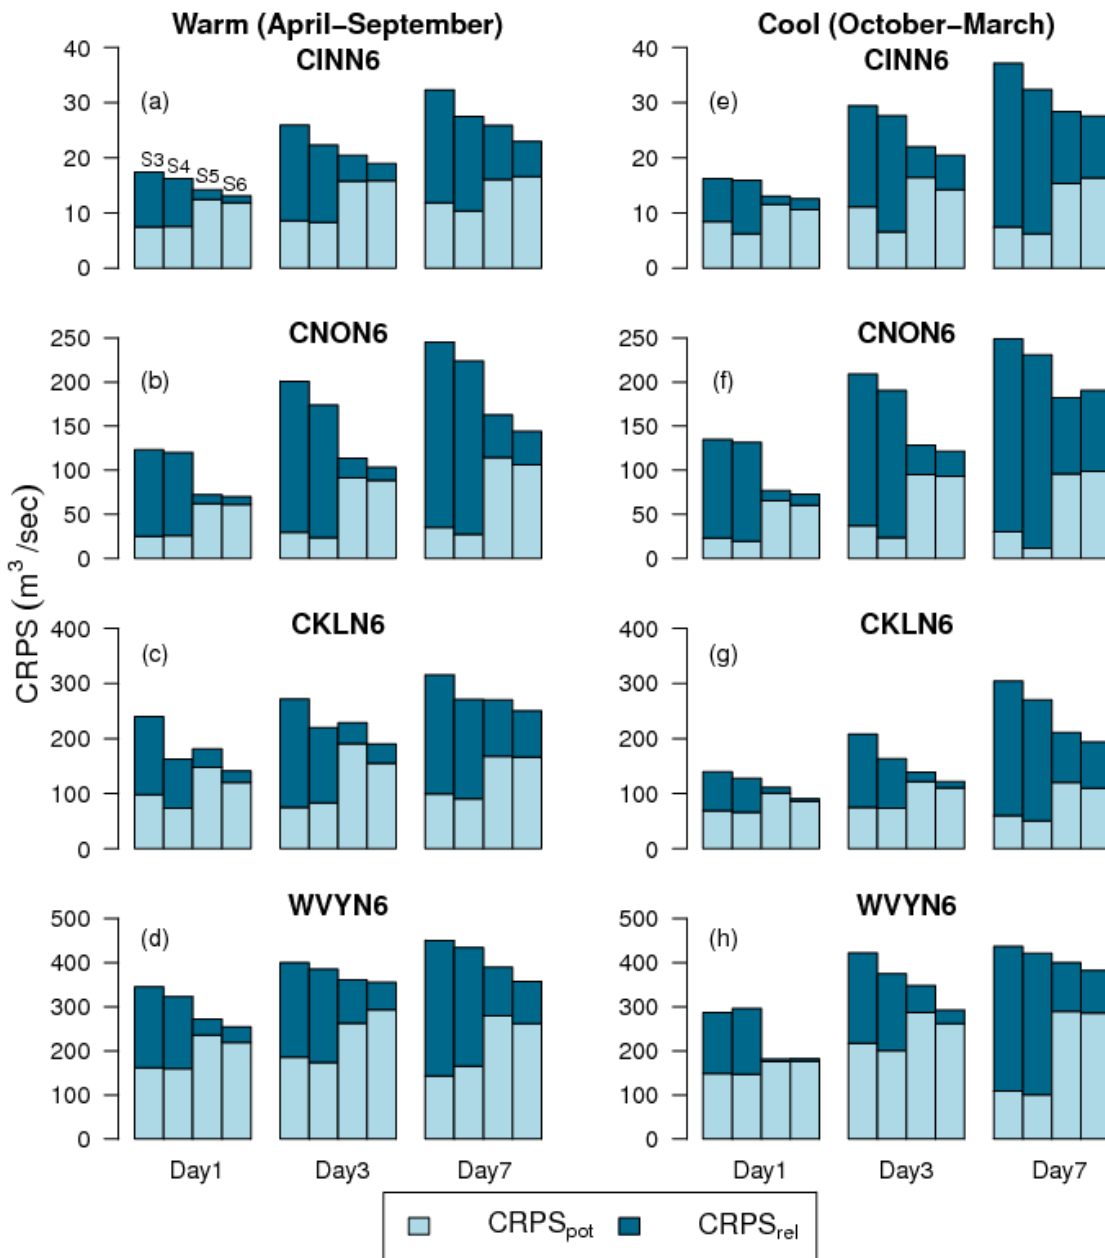 Warm (April−September)
Cool (October−March)
CINN6
(a)
40
30
20
10
0
S3 S4 S5 S6
CINN6
(e)
40
30
20
10
0
CNON6
(b)
250
200
150
100
50
0
CNON6
(f)
250
200
150
100
50
0
CRPS (m³/sec)
CKLN6
(c)
400
300
200
100
0
CKLN6
(g)
400
300
200
100
0
WVYN6
(d)
500
400
300
200
100
0
WVYN6
(h)
500
400
300
200
100
0
Day1 Day3 Day7
Day1 Day3 Day7
CRPSpot CRPSrel